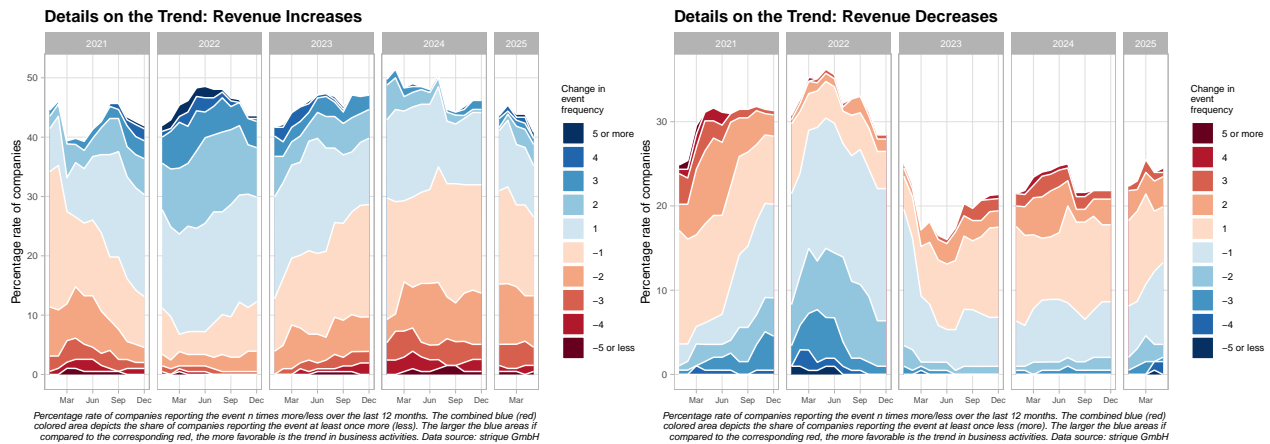 Details on the Trend: Revenue Increases
2021
2022
2023
2024
2025
Percentage rate of companies
50
40
30
20
10
0
Mar Jun Sep Dec
Mar Jun Sep Dec
Mar Jun Sep Dec
Mar Jun Sep Dec
Mar
Change in
event
frequency
5 or more
4
3
2
1
−1
−2
−3
−4
−5 or less
Percentage rate of companies reporting the event n times more/less over the last 12 months. The combined blue (red)
colored area depicts the share of companies reporting the event at least once more (less). The larger the blue areas if
compared to the corresponding red, the more favorable is the trend in business activities. Data source: strique GmbH
Details on the Trend: Revenue Decreases
2021
2022
2023
2024
2025
Percentage rate of companies
30
20
10
0
Mar Jun Sep Dec
Mar Jun Sep Dec
Mar Jun Sep Dec
Mar Jun Sep Dec
Mar
Change in
event
frequency
5 or more
4
3
2
1
−1
−2
−3
−4
−5 or less
Percentage rate of companies reporting the event n times more/less over the last 12 months. The combined blue (red)
colored area depicts the share of companies reporting the event at least once less (more). The larger the blue areas if
compared to the corresponding red, the more favorable is the trend in business activities. Data source: strique GmbH